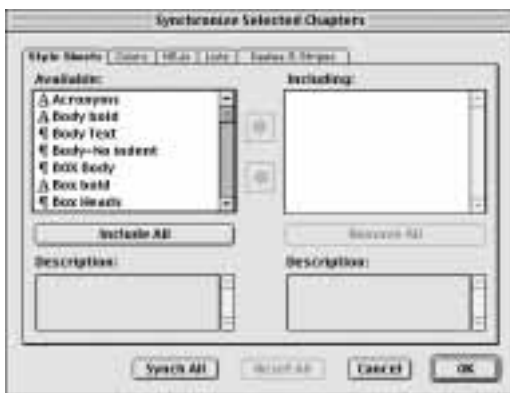 Synchronize Selected Chapters
Style Sheets Colors H&Js Lists Dashes & Stripes
Available: Including:
A Acronyms
A Body bold
¶ Body Text
¶ Body-No indent
¶ BOX Body
A Box bold
¶ Box Heads
Include All Remove All
Description: Description:
Synch All Reset All Cancel OK